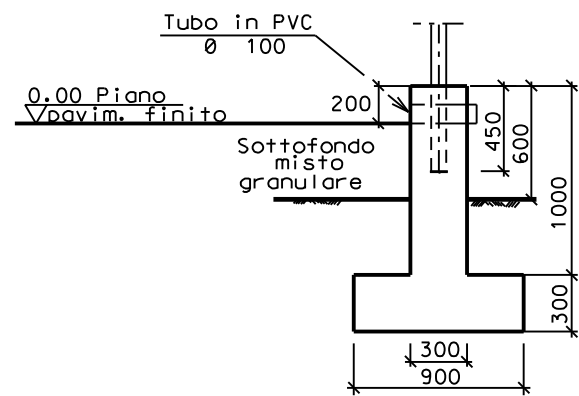 Tubo in PVC
Ø 100
0.00 Piano
pavim. finito
200
Sottofondo
misto
granulare
450
600
1000
300
300
900